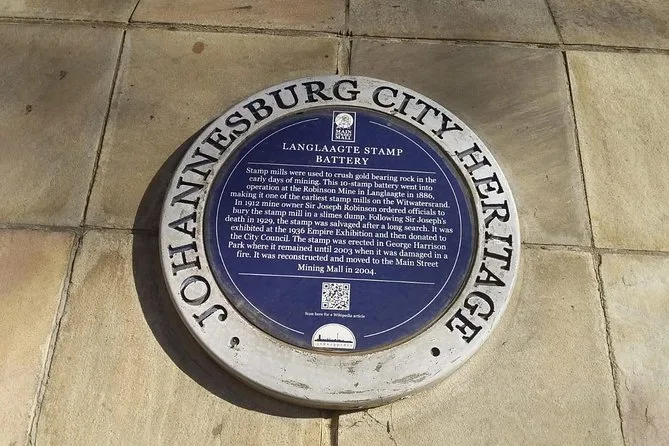 JOHANNESBURG CITY HERITAGE
MAIN
STREET
MALL
LANGLAAGTE STAMP
BATTERY
Stamp mills were used to crush gold bearing rock in the
early days of mining. This 10-stamp battery went into
operation at the Robinson Mine in Langlaagte in 1886,
making it one of the earliest stamp mills on the Witwatersrand.
In 1912 mine owner Sir Joseph Robinson ordered officials to
bury the stamp mill in a slimes dump. Following Sir Joseph's
death in 1929, the stamp was salvaged after a long search. It was
exhibited at the 1936 Empire Exhibition and then donated to
the City Council. The stamp was erected in George Harrison
Park where it remained until 2003 when it was damaged in a
fire. It was reconstructed and moved to the Main Street
Mining Mall in 2004.
Scan here for a Wikipedia article